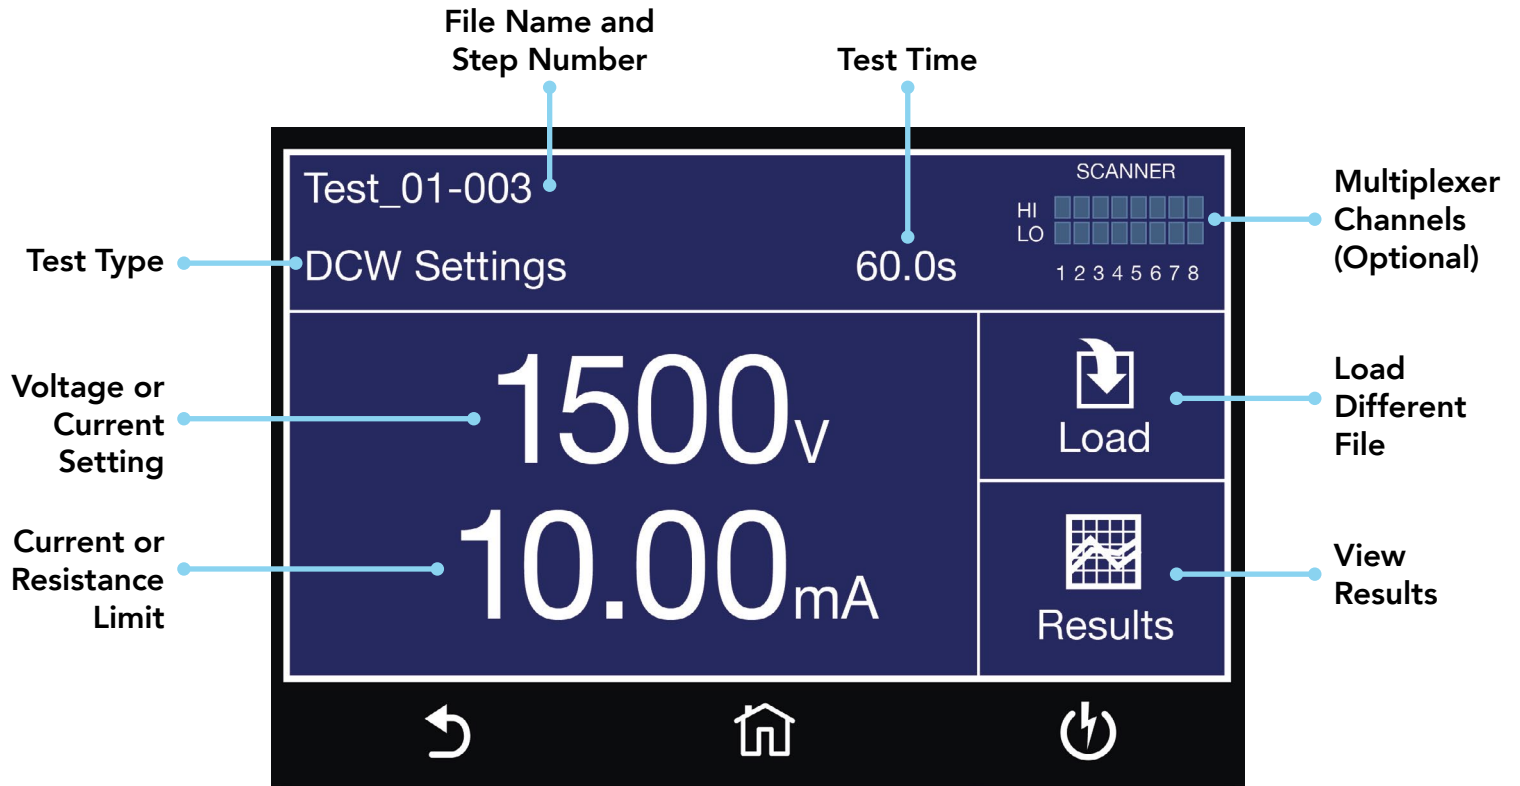 File Name and
Step Number
Test Time
Test_01-003
SCANNER
HI
LO
1 2 3 4 5 6 7 8
DCW Settings
60.0s
Multiplexer
Channels
(Optional)
Test Type
Voltage or
Current
Setting
1500V
Load
Load
Different
File
Current or
Resistance
Limit
10.00mA
Results
View
Results